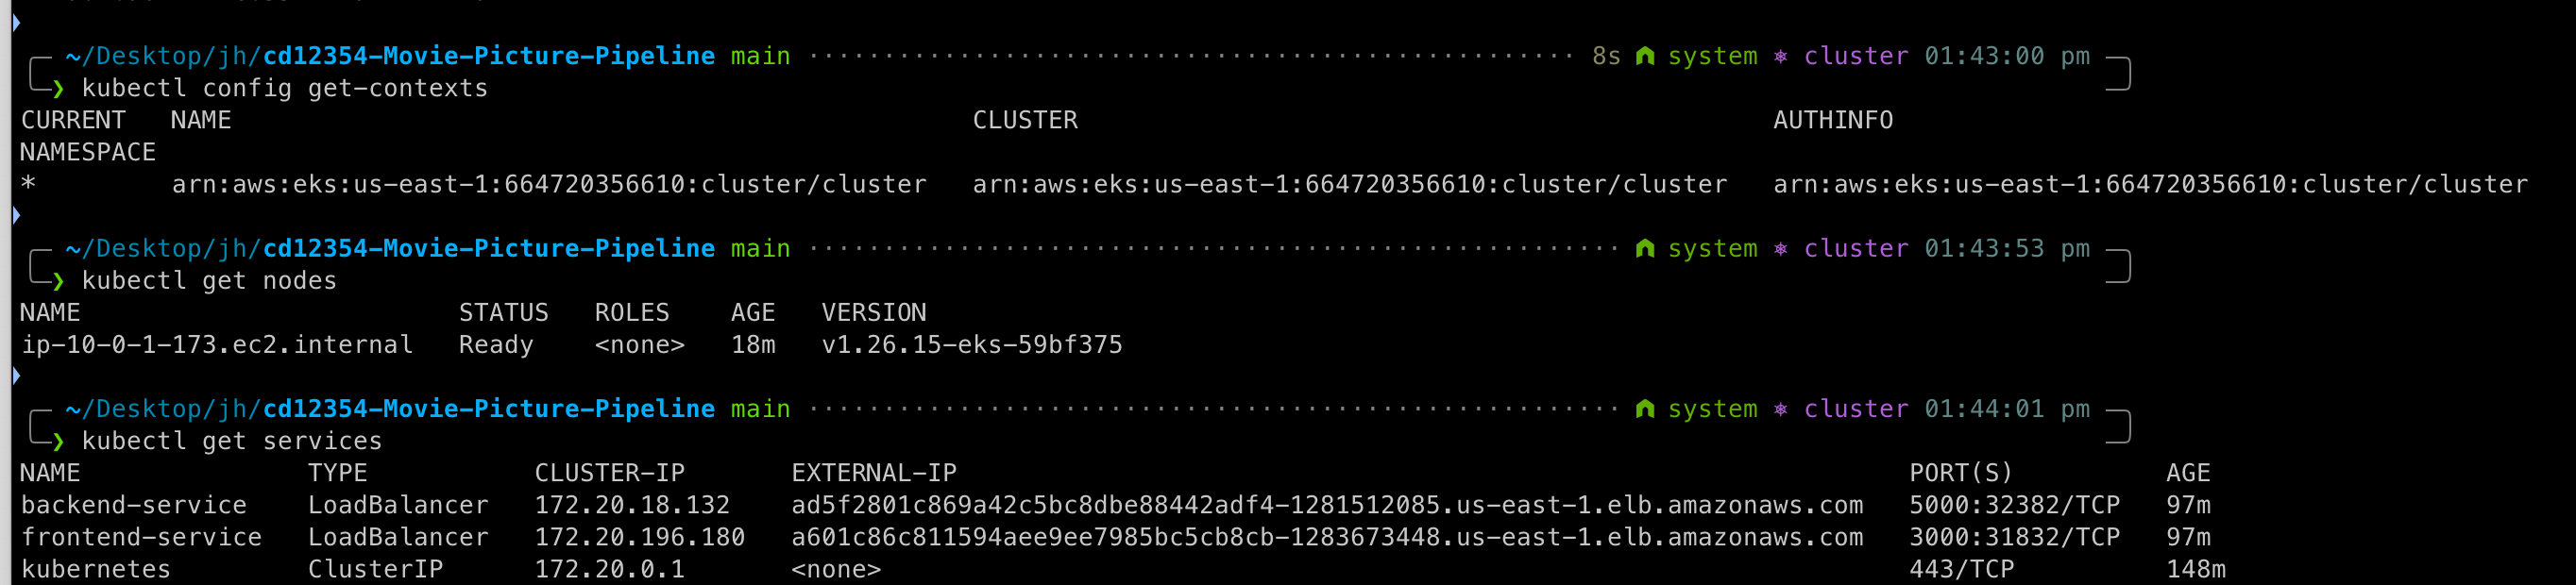 ~/Desktop/jh/cd12354-Movie-Picture-Pipeline main ···················································· 8s system ⎈ cluster 01:43:00 pm
❯ kubectl config get-contexts
CURRENT NAME CLUSTER AUTHINFO
NAMESPACE
* arn:aws:eks:us-east-1:664720356610:cluster/cluster arn:aws:eks:us-east-1:664720356610:cluster/cluster arn:aws:eks:us-east-1:664720356610:cluster/cluster
~/Desktop/jh/cd12354-Movie-Picture-Pipeline main ······················································ system ⎈ cluster 01:43:53 pm
❯ kubectl get nodes
NAME STATUS ROLES AGE VERSION
ip-10-0-1-173.ec2.internal Ready <none> 18m v1.26.15-eks-59bf375
~/Desktop/jh/cd12354-Movie-Picture-Pipeline main ······················································ system ⎈ cluster 01:44:01 pm
❯ kubectl get services
NAME TYPE CLUSTER-IP EXTERNAL-IP PORT(S) AGE
backend-service LoadBalancer 172.20.18.132 ad5f2801c869a42c5bc8dbe88442adf4-1281512085.us-east-1.elb.amazonaws.com 5000:32382/TCP 97m
frontend-service LoadBalancer 172.20.196.180 a601c86c811594aee9ee7985bc5cb8cb-1283673448.us-east-1.elb.amazonaws.com 3000:31832/TCP 97m
kubernetes ClusterIP 172.20.0.1 <none> 443/TCP 148m